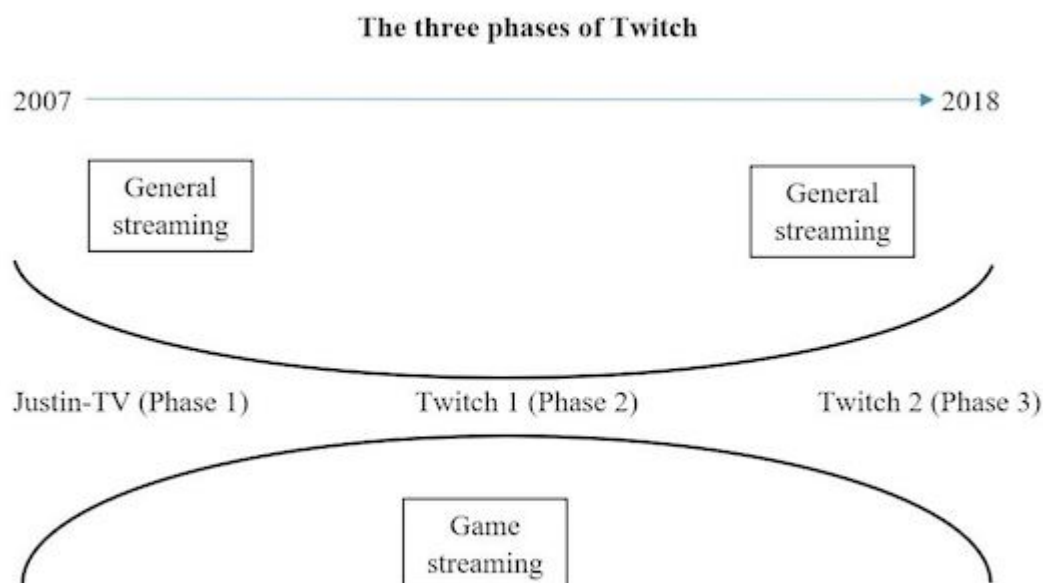 The three phases of Twitch
2007
2018
General
streaming
General
streaming
Justin-TV (Phase 1)
Twitch 1 (Phase 2)
Twitch 2 (Phase 3)
Game
streaming